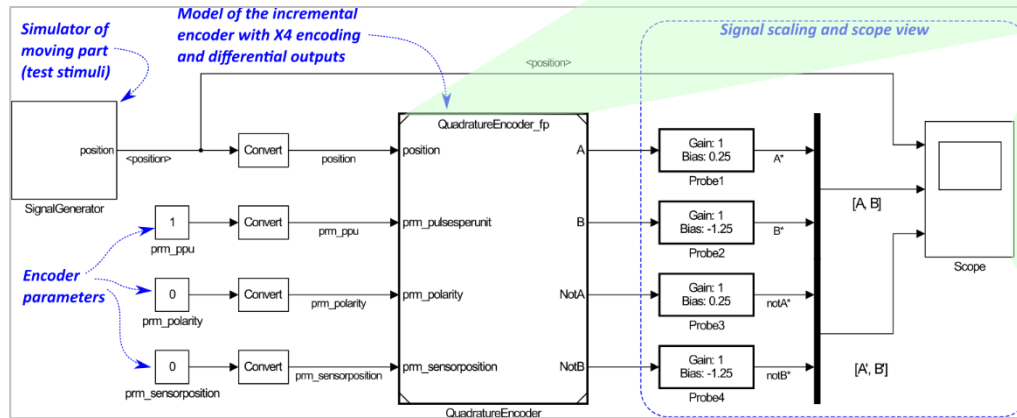 Simulator of
moving part
(test stimuli)
Model of the incremental
encoder with X4 encoding
and differential outputs
Signal scaling and scope view
<position>
position
<position>
SignalGenerator
Convert
position
1
prm_ppu
Convert
prm_ppu
Encoder
parameters
0
prm_polarity
Convert
prm_polarity
0
prm_sensorposition
Convert
prm_sensorposition
QuadratureEncoder_fp
position
prm_pulsesperunit
prm_polarity
prm_sensorposition
A
B
NotA
NotB
QuadratureEncoder
Gain: 1
Bias: 0.25
Probe1
A*
Gain: 1
Bias: -1.25
Probe2
B*
Gain: 1
Bias: 0.25
Probe3
notA*
Gain: 1
Bias: -1.25
Probe4
notB*
[A, B]
[A', B']
Scope